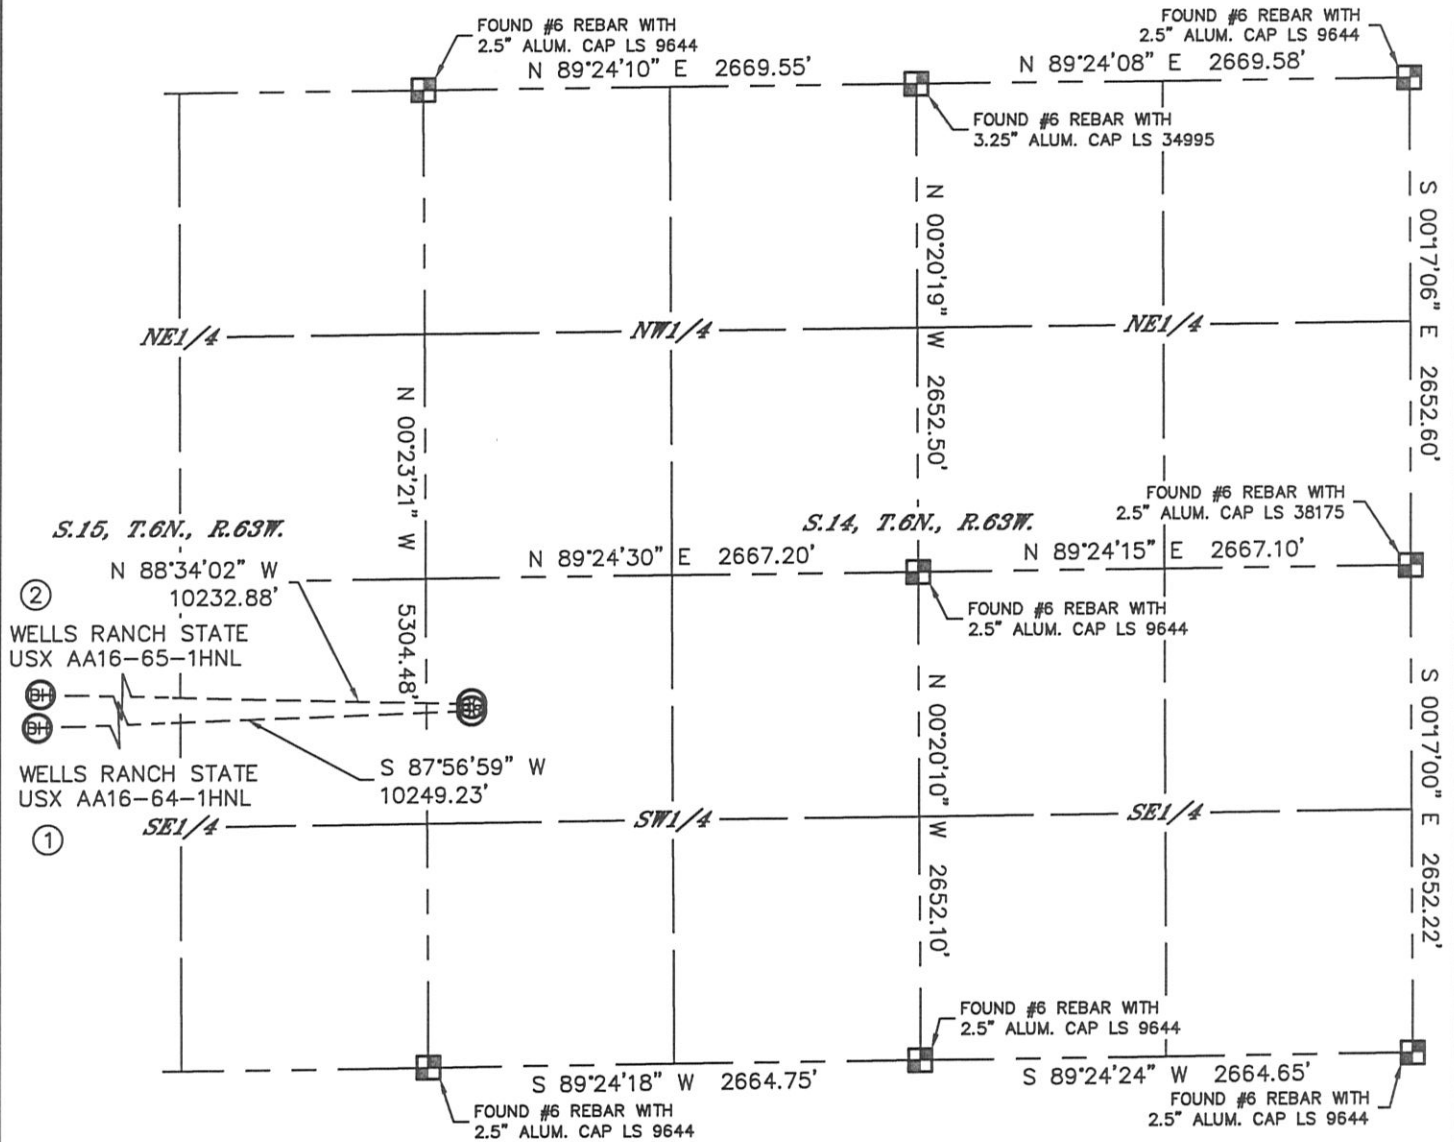 FOUND #6 REBAR WITH
2.5" ALUM. CAP LS 9644
FOUND #6 REBAR WITH
2.5" ALUM. CAP LS 9644
N 89°24'10" E 2669.55'
N 89°24'08" E 2669.58'
FOUND #6 REBAR WITH
3.25" ALUM. CAP LS 34995
N 00°20'19" W 2652.50'
S 00°17'06" E 2652.60'
NE1/4
NW1/4
NE1/4
N 00°23'21" W 5304.48'
S.15, T.6N., R.63W.
S.14, T.6N., R.63W.
FOUND #6 REBAR WITH
2.5" ALUM. CAP LS 38175
N 89°24'30" E 2667.20'
N 89°24'15" E 2667.10'
N 88°34'02" W
10232.88'
2
WELLS RANCH STATE
USX AA16-65-1HNL
FOUND #6 REBAR WITH
2.5" ALUM. CAP LS 9644
BH
BH
N 00°20'10" W 2652.10'
S 00°17'00" E 2652.22'
S 87°56'59" W
10249.23'
WELLS RANCH STATE
USX AA16-64-1HNL
1
SE1/4
SW1/4
SE1/4
FOUND #6 REBAR WITH
2.5" ALUM. CAP LS 9644
S 89°24'18" W 2664.75'
S 89°24'24" W 2664.65'
FOUND #6 REBAR WITH
2.5" ALUM. CAP LS 9644
FOUND #6 REBAR WITH
2.5" ALUM. CAP LS 9644